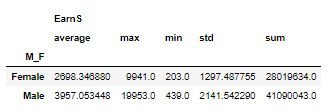 EarnS
average max min std sum
M_F
Female 2698.346880 9941.0 203.0 1297.487755 28019634.0
Male 3957.053448 19953.0 439.0 2141.542290 41090043.0